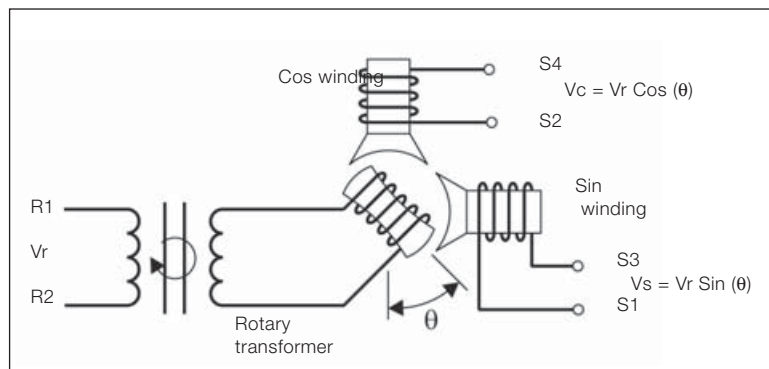 Cos winding
S4
Vc = Vr Cos (θ)
S2
Sin
winding
R1
Vr
R2
S3
Vs = Vr Sin (θ)
S1
Rotary
transformer
θ